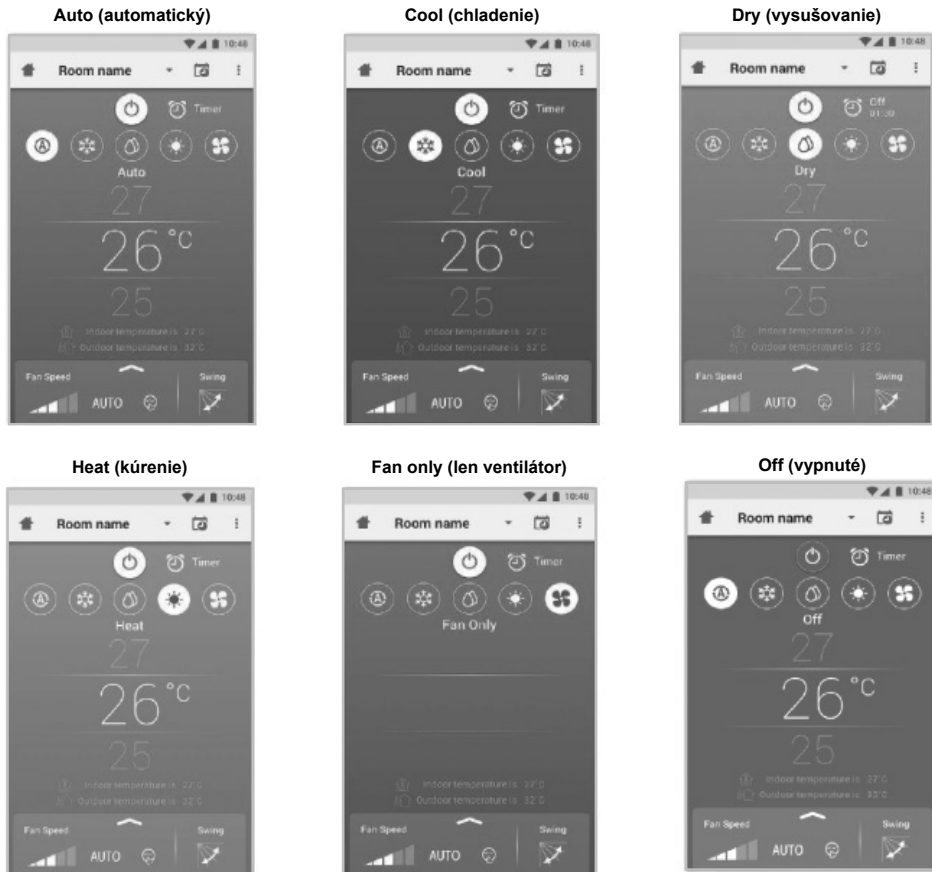 Auto (automatický)
10:48
Room name
Timer
Auto
27
26°C
25
Indoor temperature is 27°C
Outdoor temperature is 32°C
Fan Speed
Swing
AUTO
Cool (chladenie)
10:48
Room name
Timer
Cool
27
26°C
25
Indoor temperature is 27°C
Outdoor temperature is 32°C
Fan Speed
Swing
AUTO
Dry (vysušovanie)
10:48
Room name
Off
01:30
Dry
27
26°C
25
Indoor temperature is 27°C
Outdoor temperature is 32°C
Fan Speed
Swing
AUTO
Heat (kúrenie)
10:48
Room name
Timer
Heat
27
26°C
25
Indoor temperature is 27°C
Outdoor temperature is 32°C
Fan Speed
Swing
AUTO
Fan only (len ventilátor)
10:48
Room name
Timer
Fan Only
Indoor temperature is 27°C
Outdoor temperature is 32°C
Fan Speed
Swing
AUTO
Off (vypnuté)
10:48
Room name
Timer
Off
27
26°C
25
Indoor temperature is 27°C
Outdoor temperature is
Fan Speed
Swing
AUTO